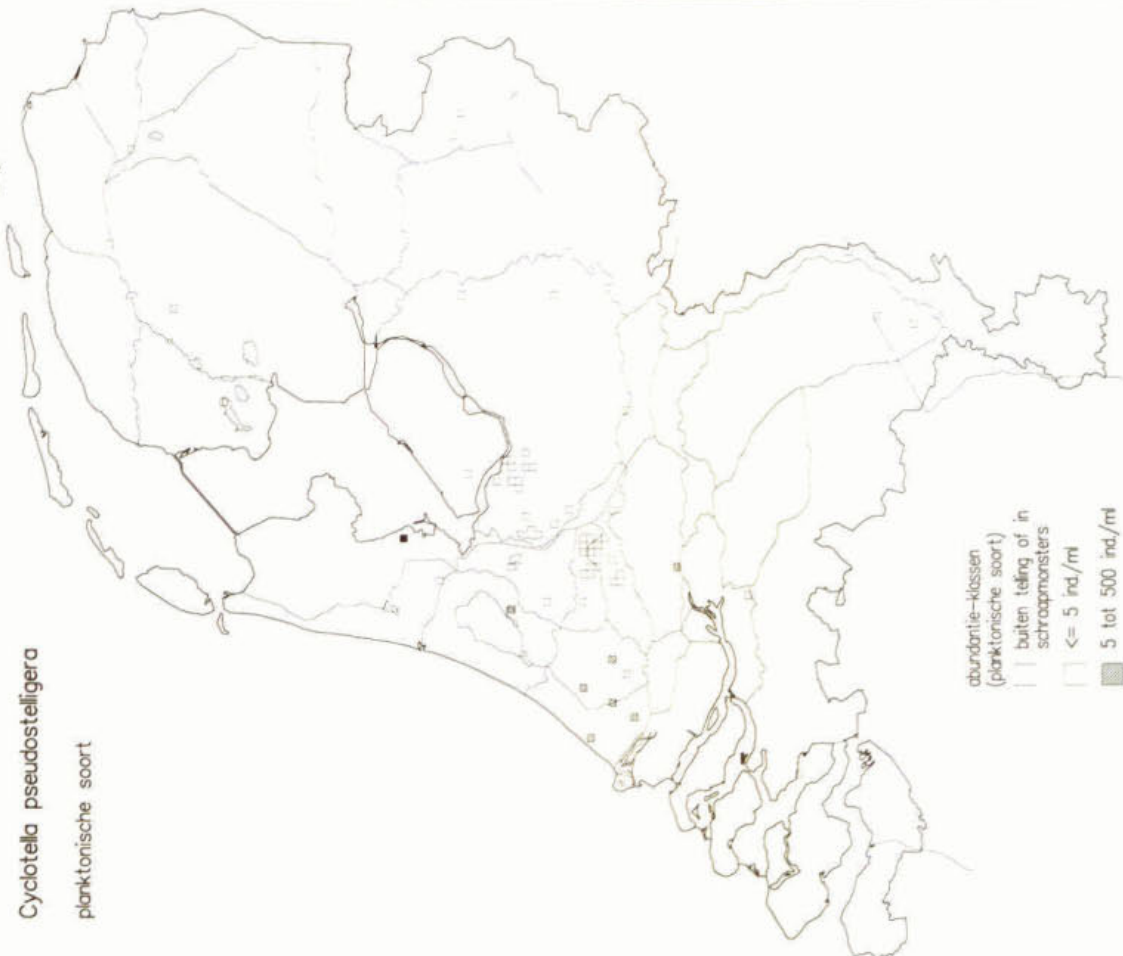 Cyclotella pseudostelligera
planktonische soort
abundantie-klassen
(planktonische soort)
buiten teling of in
schraapmonsters
<= 5 ind./ml
5 tot 500 ind./ml